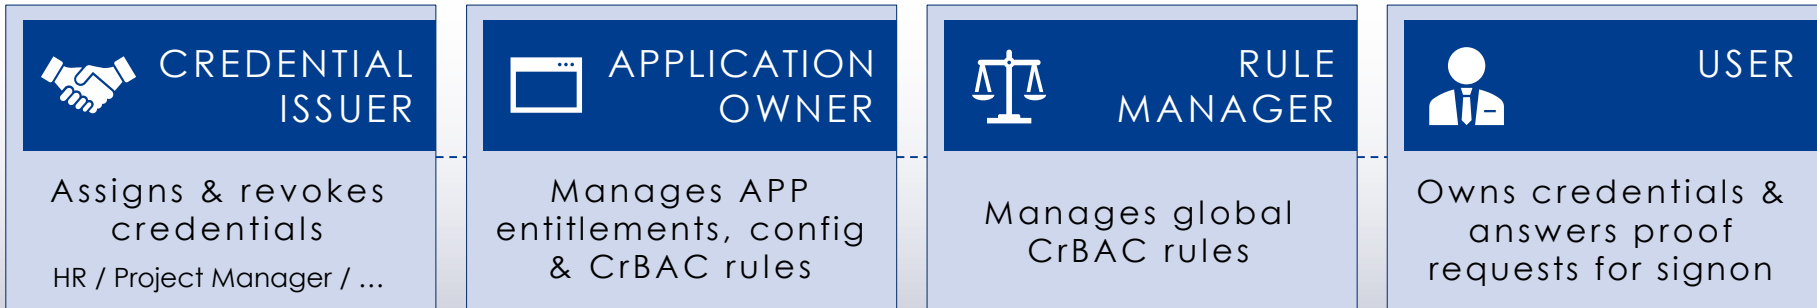 CREDENTIAL
ISSUER
Assigns & revokes
credentials
HR / Project Manager / ...
APPLICATION
OWNER
Manages APP
entitlements, config
& CrBAC rules
RULE
MANAGER
Manages global
CrBAC rules
USER
Owns credentials &
answers proof
requests for signon